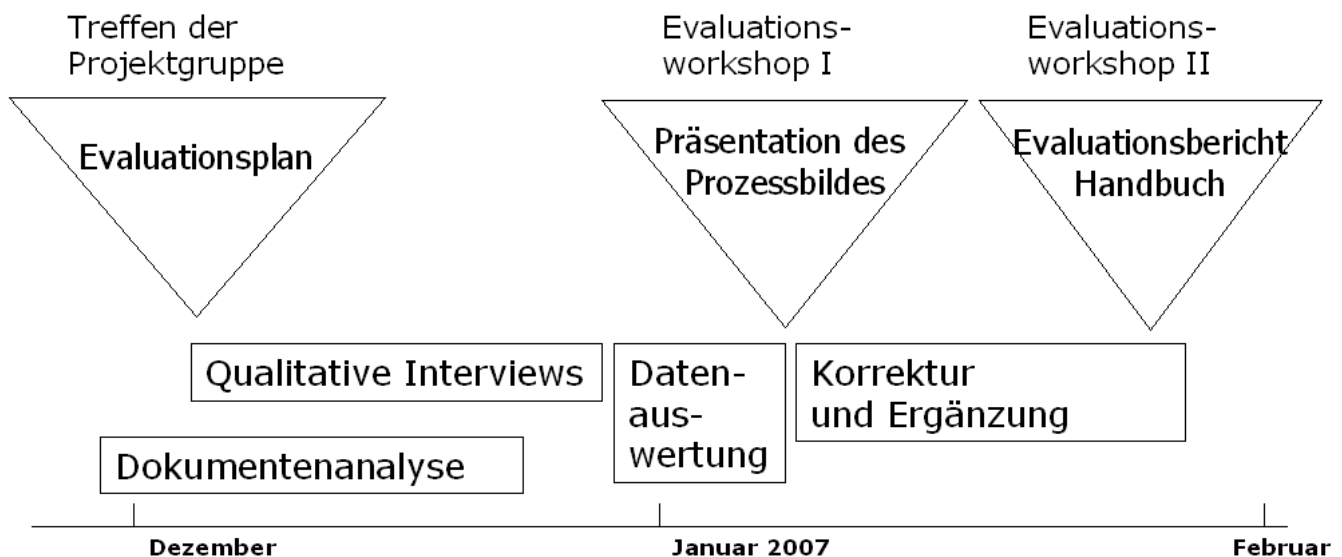 Treffen der
Projektgruppe
Evaluationsplan
Evaluations-
workshop I
Präsentation des
Prozessbildes
Evaluations-
workshop II
Evaluationsbericht
Handbuch
Qualitative Interviews
Daten-
aus-
wertung
Korrektur
und Ergänzung
Dokumentenanalyse
Dezember
Januar 2007
Februar